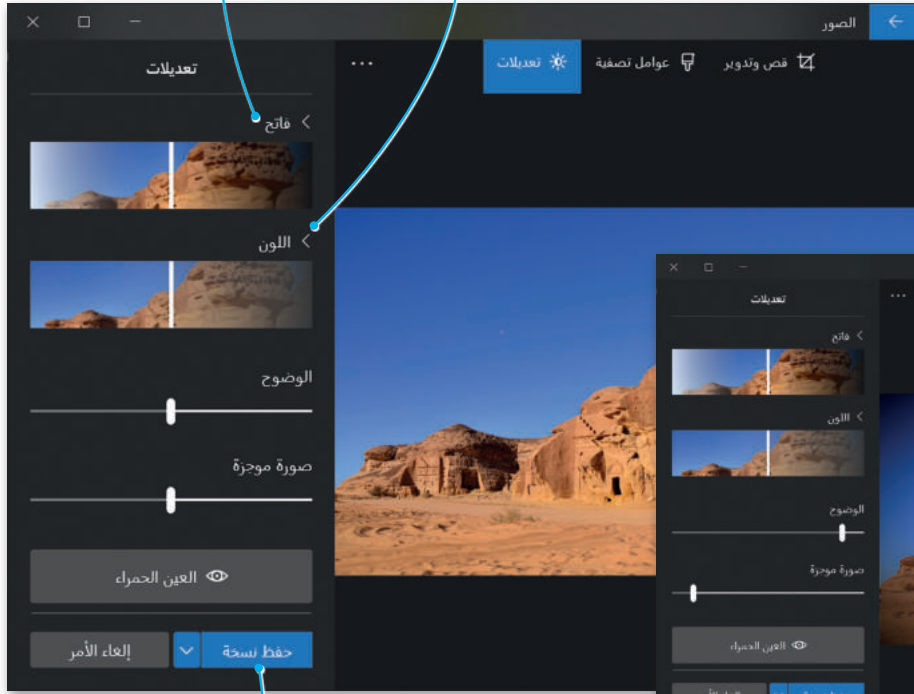 الصور
قص وتدوير
عوامل تصفية
تعديلات
...
تعديلات
فاتح
اللون
الوضوح
صورة موجزة
العين الحمراء
حفظ نسخة
إلغاء الأمر
...
تعديلات
فاتح
اللون
الوضوح
صورة موجزة
العين الحمراء